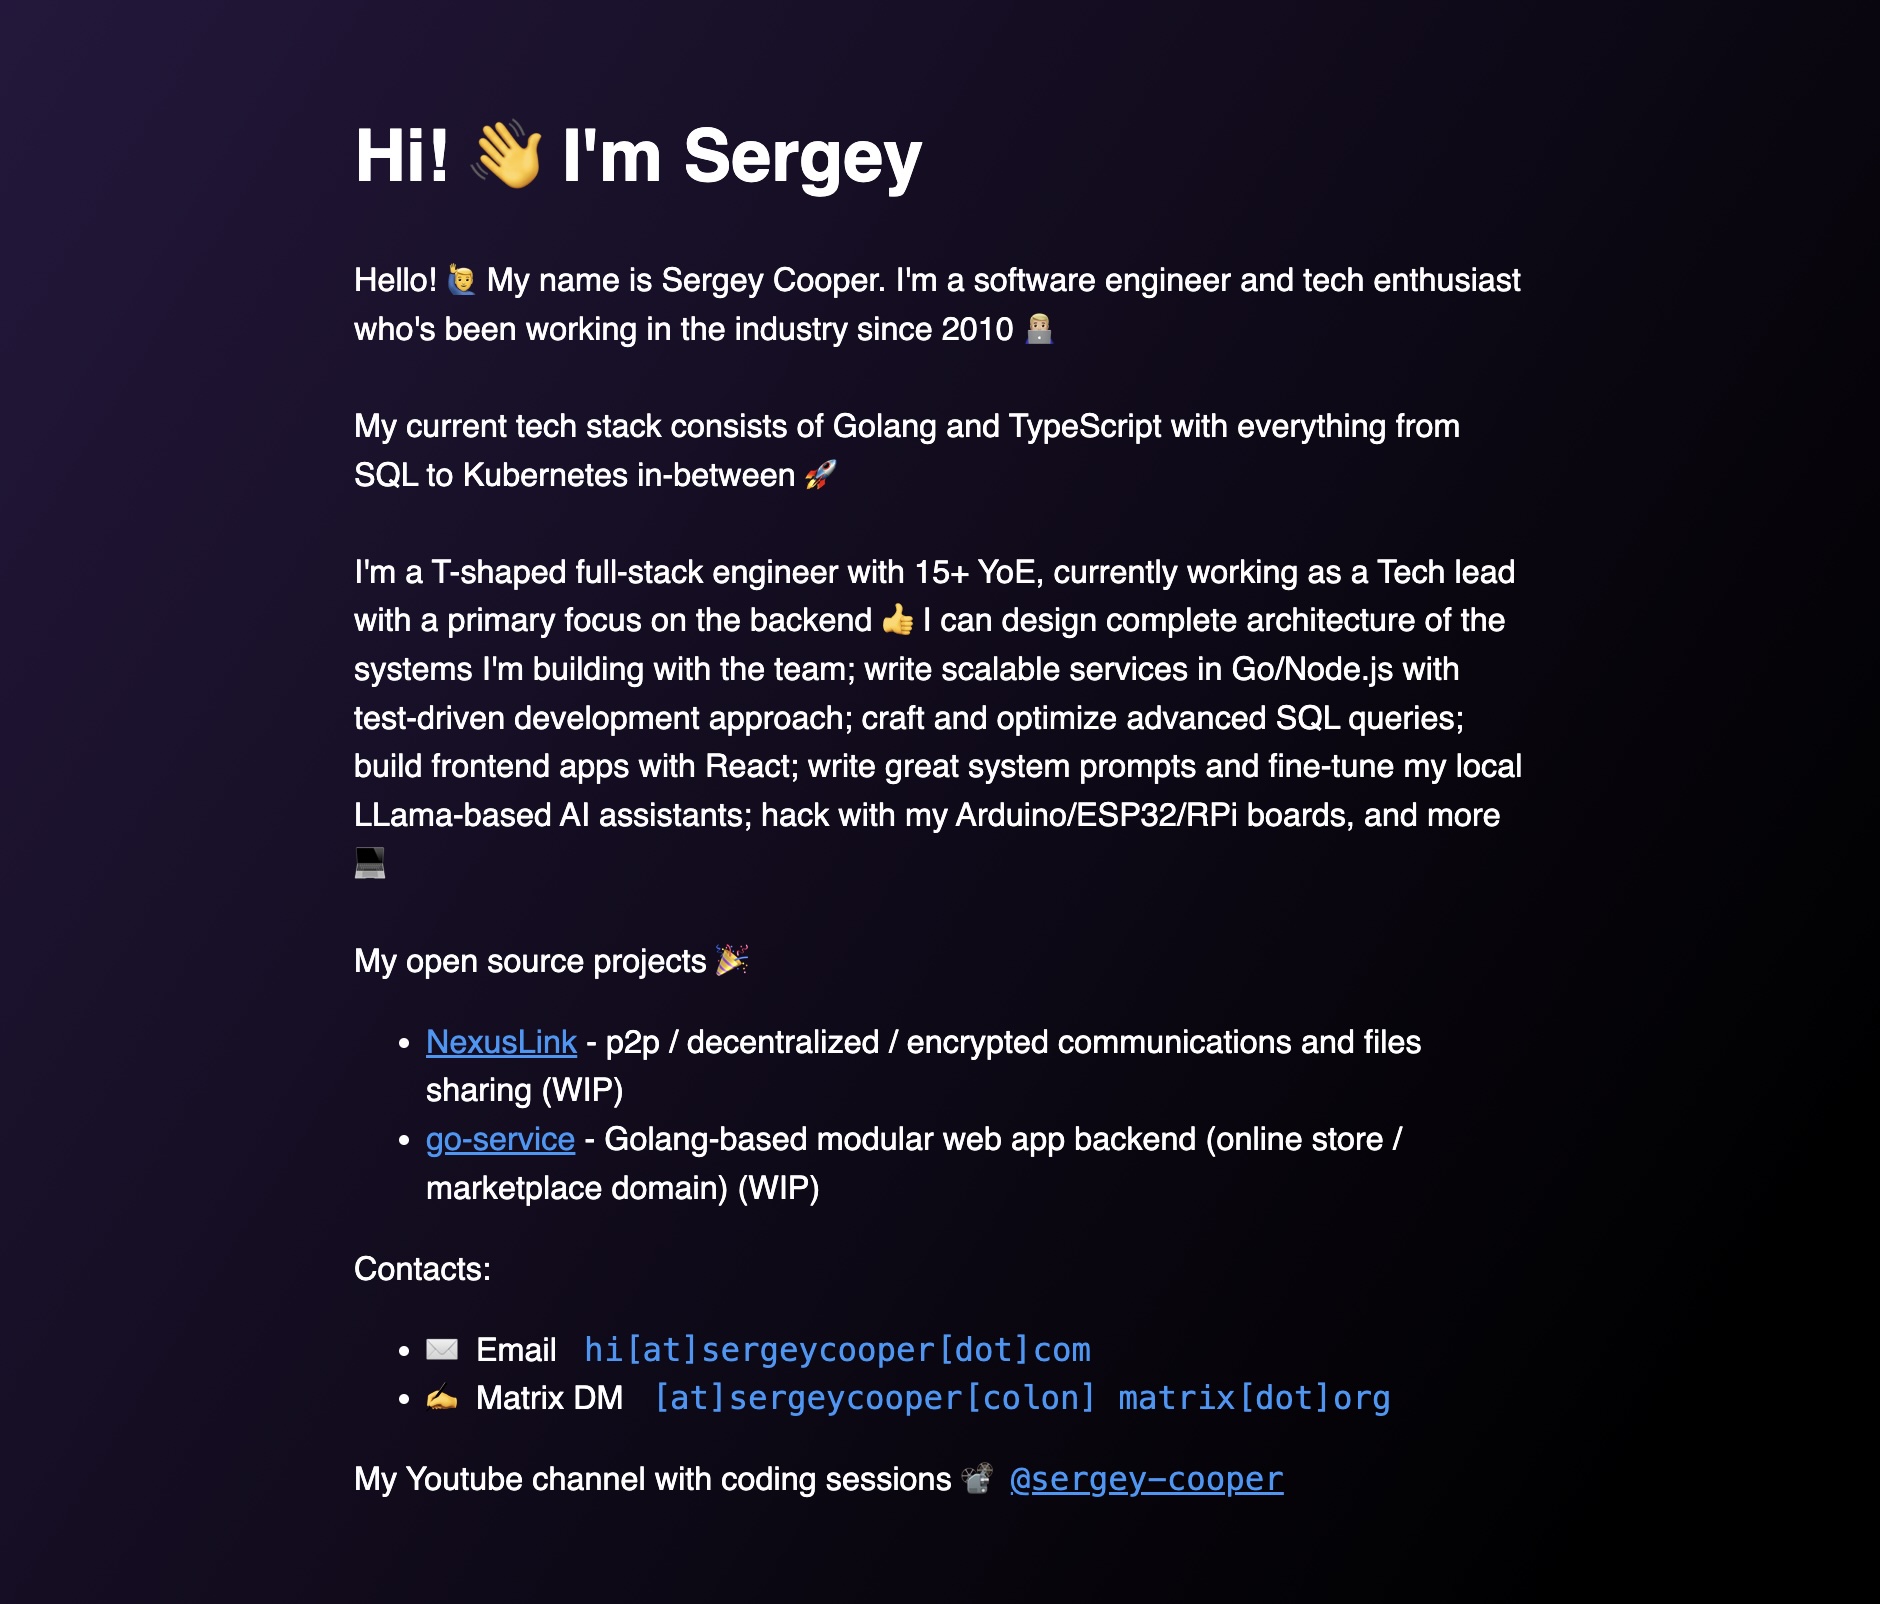 Hi! 👋 I'm Sergey
Hello! 🙋‍♂️ My name is Sergey Cooper. I'm a software engineer and tech enthusiast
who's been working in the industry since 2010 👨🏼‍💻
My current tech stack consists of Golang and TypeScript with everything from
SQL to Kubernetes in-between 🚀
I'm a T-shaped full-stack engineer with 15+ YoE, currently working as a Tech lead
with a primary focus on the backend 👍 I can design complete architecture of the
systems I'm building with the team; write scalable services in Go/Node.js with
test-driven development approach; craft and optimize advanced SQL queries;
build frontend apps with React; write great system prompts and fine-tune my local
LLama-based AI assistants; hack with my Arduino/ESP32/RPi boards, and more
💻
My open source projects 🎉
• NexusLink - p2p / decentralized / encrypted communications and files
sharing (WIP)
• go-service - Golang-based modular web app backend (online store /
marketplace domain) (WIP)
Contacts:
• ✉️ Email hi[at]sergeycooper[dot]com
• ✍️ Matrix DM [at]sergeycooper[colon] matrix[dot]org
My Youtube channel with coding sessions 📽️ @sergey-cooper